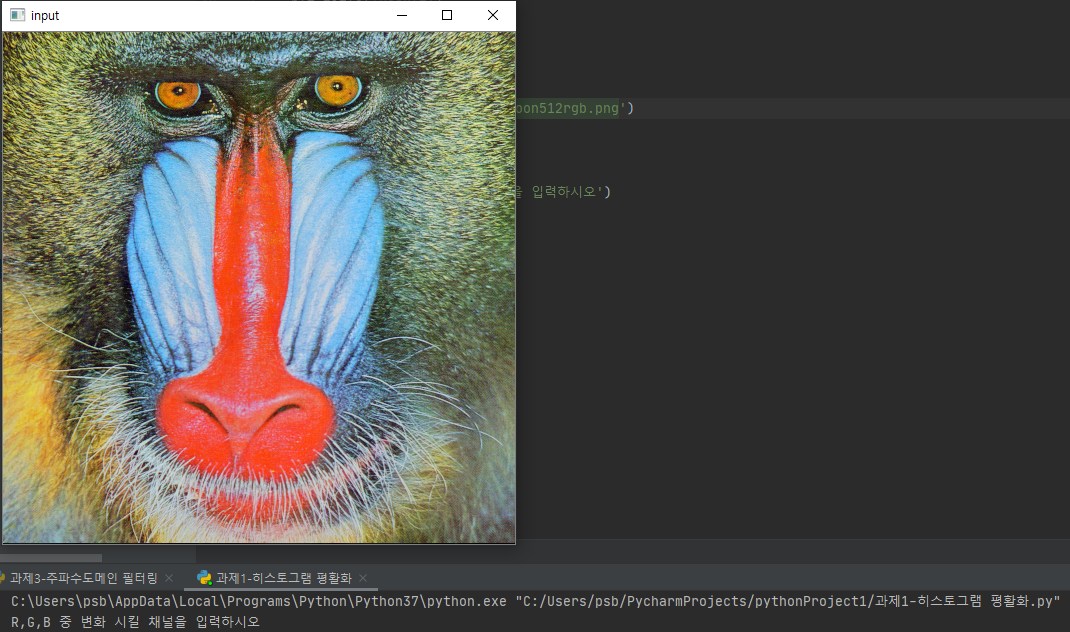 input
oon512rgb.png')
입력하시오')
과제3-주파수도메인 필터링
과제1-히스토그램 평활화
C:\Users\psb\AppData\Local\Programs\Python\Python37\python.exe "C:/Users/psb/PycharmProjects/pythonProject1/과제1-히스토그램 평활화.py"
R,G,B 중 변화 시킬 채널을 입력하시오